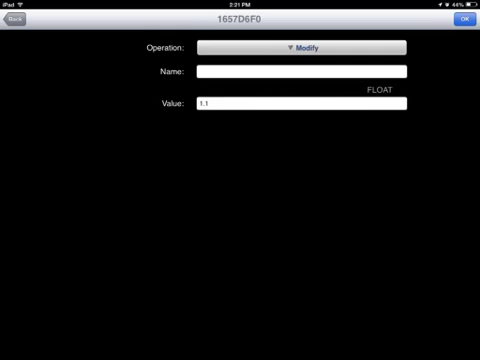 iPad 2:21 PM 44%
Back 1657D6F0 OK
Operation: Modify
Name:
FLOAT
Value: 1.1